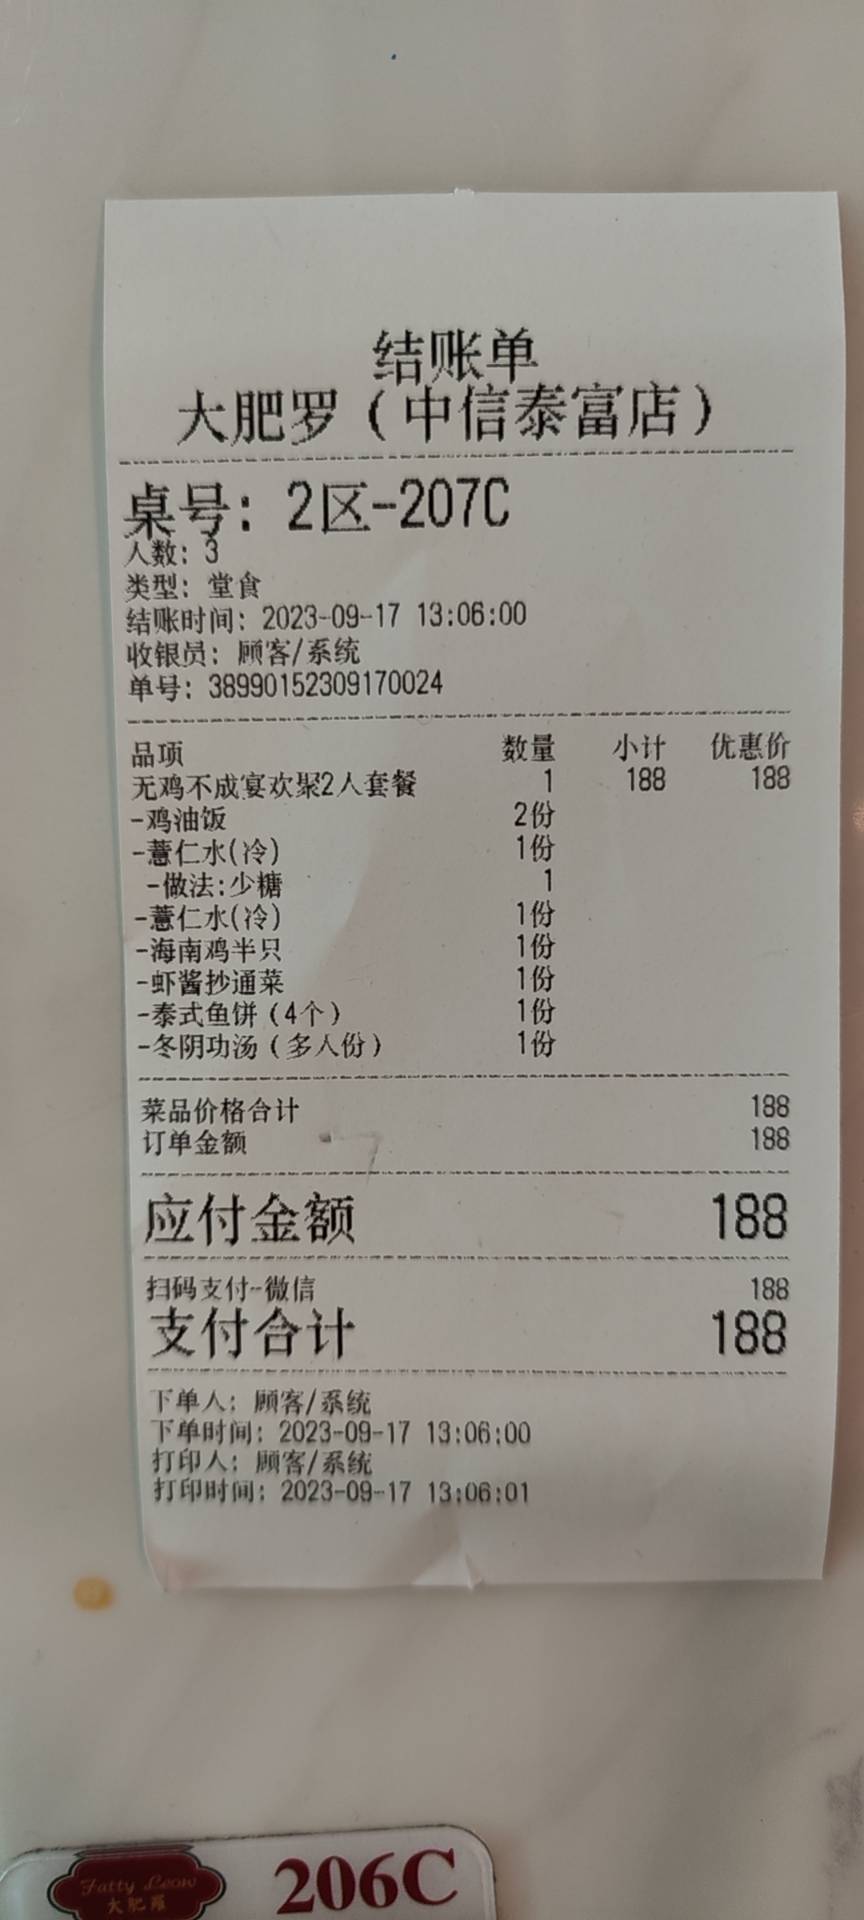 结账单
大肥罗（中信泰富店）
桌号：2区-207C
人数：3
类型：堂食
结账时间：2023-09-17 13:06:00
收银员：顾客/系统
单号：38990152309170024
品项 数量 小计 优惠价
无鸡不成宴欢聚2人套餐 1 188 188
-鸡油饭 2份
-薏仁水(冷) 1份
-做法:少糖 1
-薏仁水(冷) 1份
-海南鸡半只 1份
-虾酱抄通菜 1份
-泰式鱼饼（4个） 1份
-冬阴功汤（多人份） 1份
菜品价格合计 188
订单金额 188
应付金额 188
扫码支付-微信 188
支付合计 188
下单人：顾客/系统
下单时间：2023-09-17 13:06:00
打印人：顾客/系统
打印时间：2023-09-17 13:06:01
Fatty Leow
大肥羅
206C